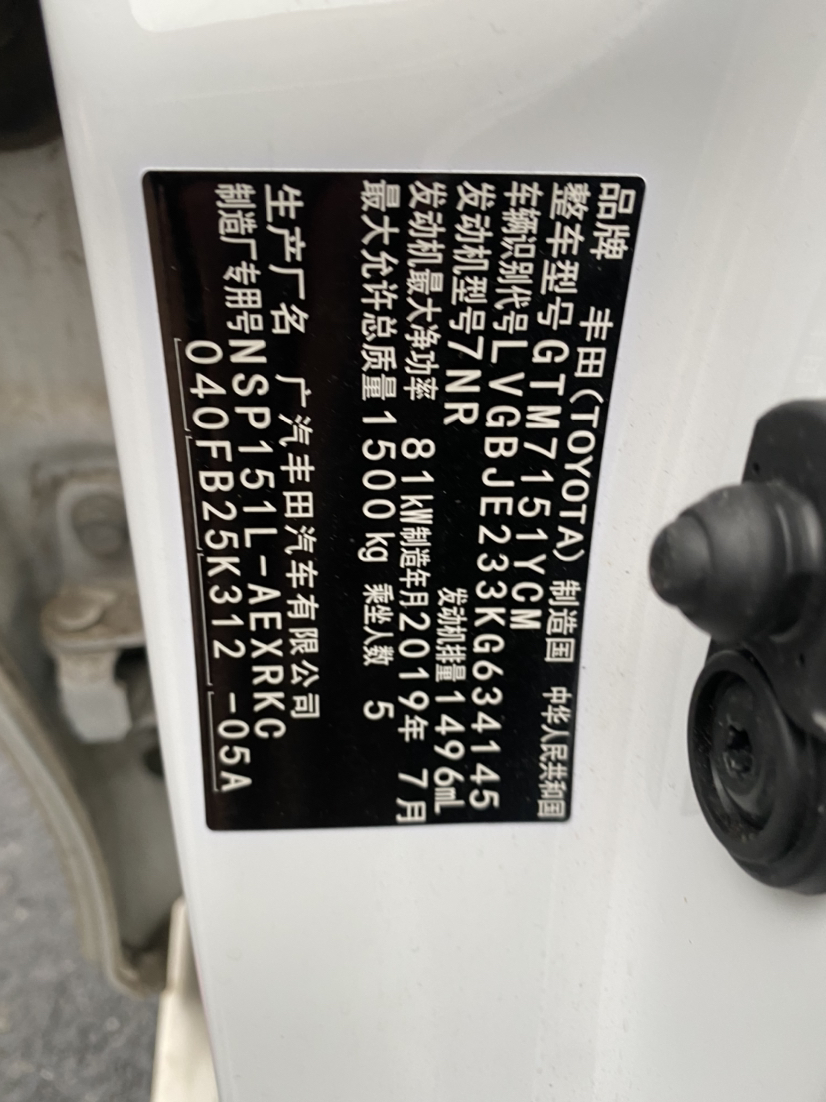 品牌 丰田(TOYOTA) 制造国 中华人民共和国
整车型号 GTM7151YCM
车辆识别代号 LVGBJE233KG634145
发动机型号 7NR 发动机排量 1496mL
发动机最大净功率 81kW 制造年月 2019年 7月
最大允许总质量 1500 kg 乘坐人数 5
生产厂名 广汽丰田汽车有限公司
制造厂专用号 NSP151L-AEXRKC
040FB25K312 -05A